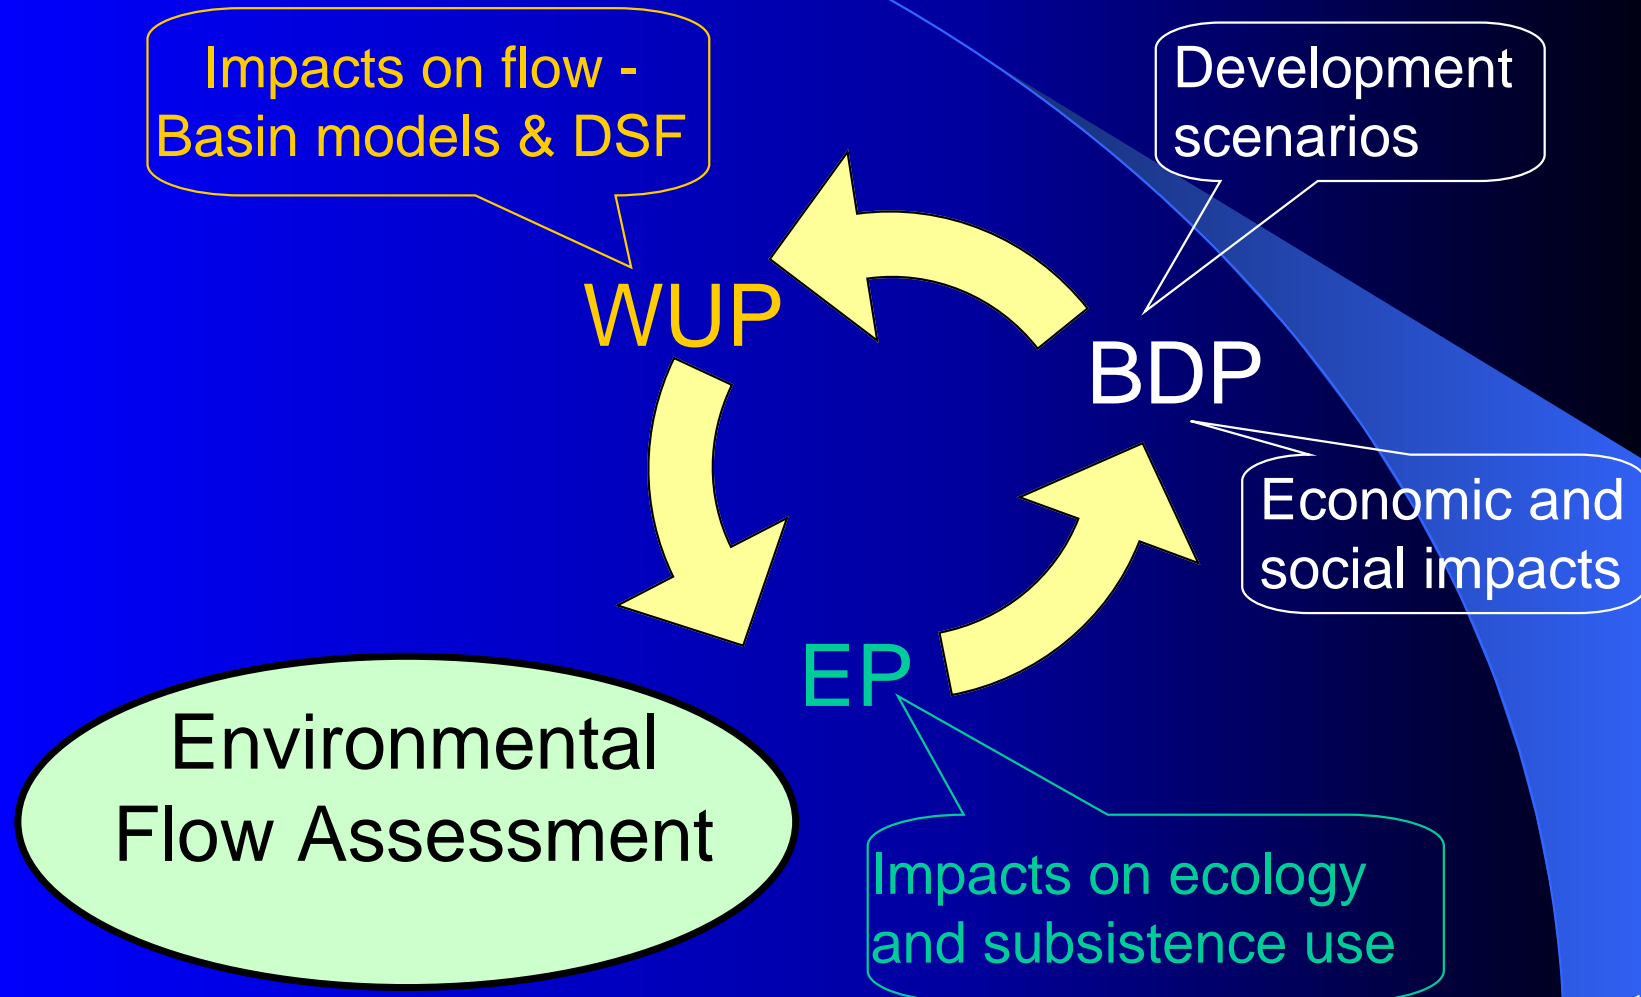 Impacts on flow -
Basin models & DSF
Development
scenarios
WUP
BDP
Economic and
social impacts
EP
Environmental
Flow Assessment
Impacts on ecology
and subsistence use